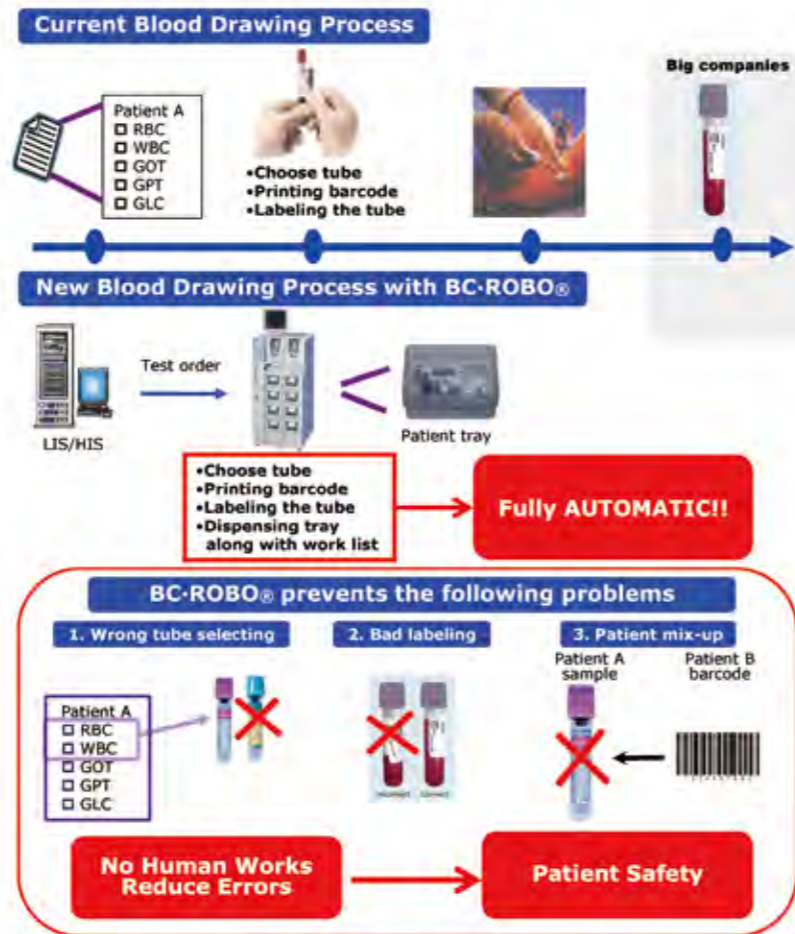 Current Blood Drawing Process
Big companies
Patient A
RBC
WBC
GOT
GPT
GLC
•Choose tube
•Printing barcode
•Labeling the tube
New Blood Drawing Process with BC·ROBO®
LIS/HIS
Test order
Patient tray
•Choose tube
•Printing barcode
•Labeling the tube
•Dispensing tray
along with work list
Fully AUTOMATIC!!
BC·ROBO® prevents the following problems
1. Wrong tube selecting
2. Bad labeling
3. Patient mix-up
Patient A
RBC
WBC
GOT
GPT
GLC
Patient A
sample
Patient B
barcode
No Human Works
Reduce Errors
Patient Safety